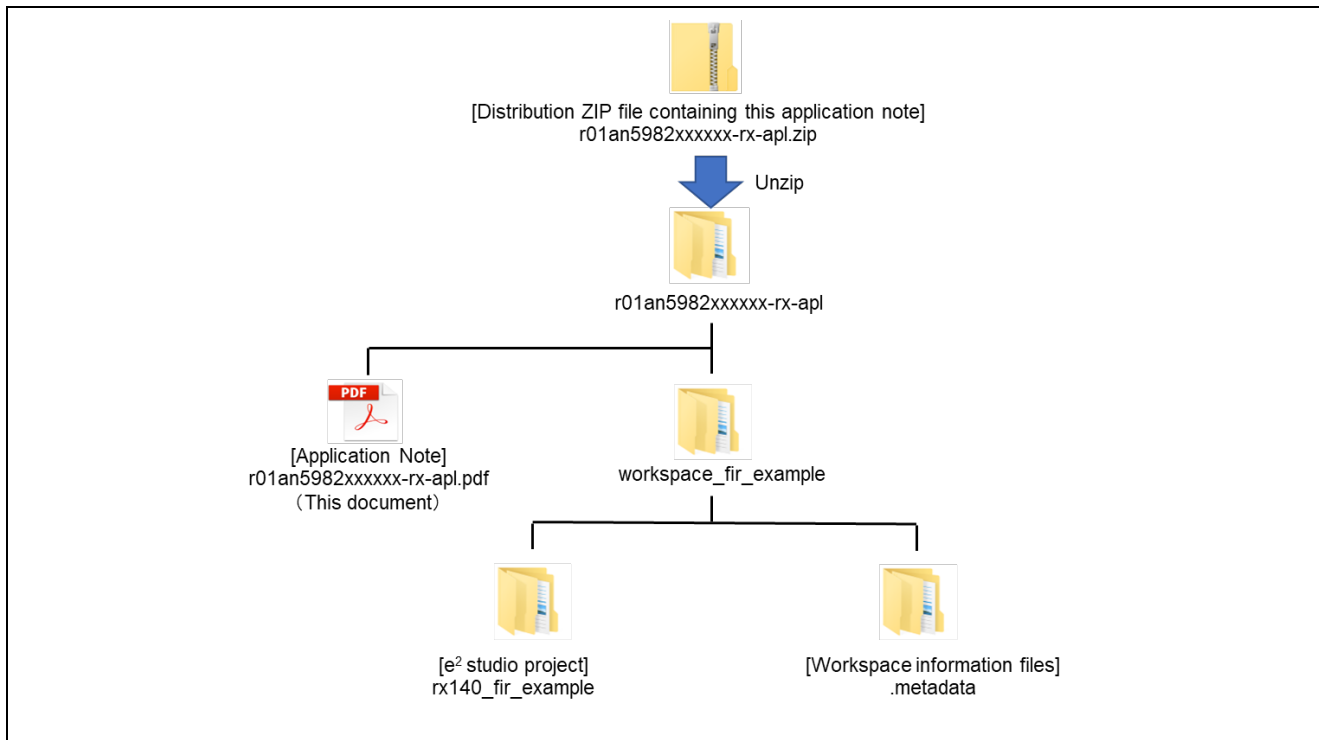 [Distribution ZIP file containing this application note]
r01an5982xxxxxx-rx-apl.zip
Unzip
r01an5982xxxxxx-rx-apl
PDF
[Application Note]
r01an5982xxxxxx-rx-apl.pdf
（This document）
workspace_fir_example
[e² studio project]
rx140_fir_example
[Workspace information files]
.metadata